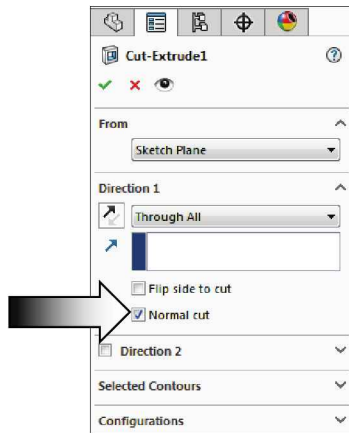 Cut-Extrude1
From
Sketch Plane
Direction 1
Through All
Flip side to cut
Normal cut
Direction 2
Selected Contours
Configurations